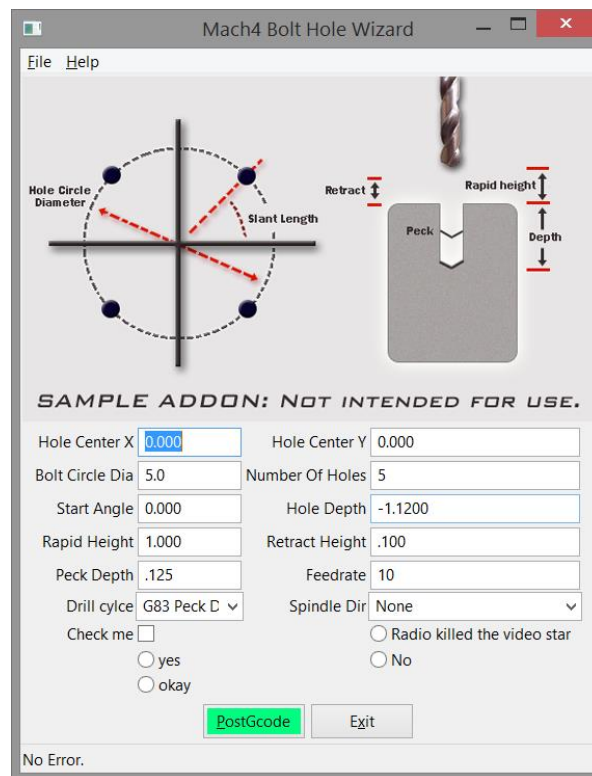 Mach4 Bolt Hole Wizard
File Help
Hole Circle
Diameter
Slant Length
Retract
Rapid height
Peck
Depth
SAMPLE ADDON: NOT INTENDED FOR USE.
Hole Center X 0.000 Hole Center Y 0.000
Bolt Circle Dia 5.0 Number Of Holes 5
Start Angle 0.000 Hole Depth -1.1200
Rapid Height 1.000 Retract Height .100
Peck Depth .125 Feedrate 10
Drill cylce G83 Peck D Spindle Dir None
Check me Radio killed the video star
yes No
okay
PostGcode Exit
No Error.